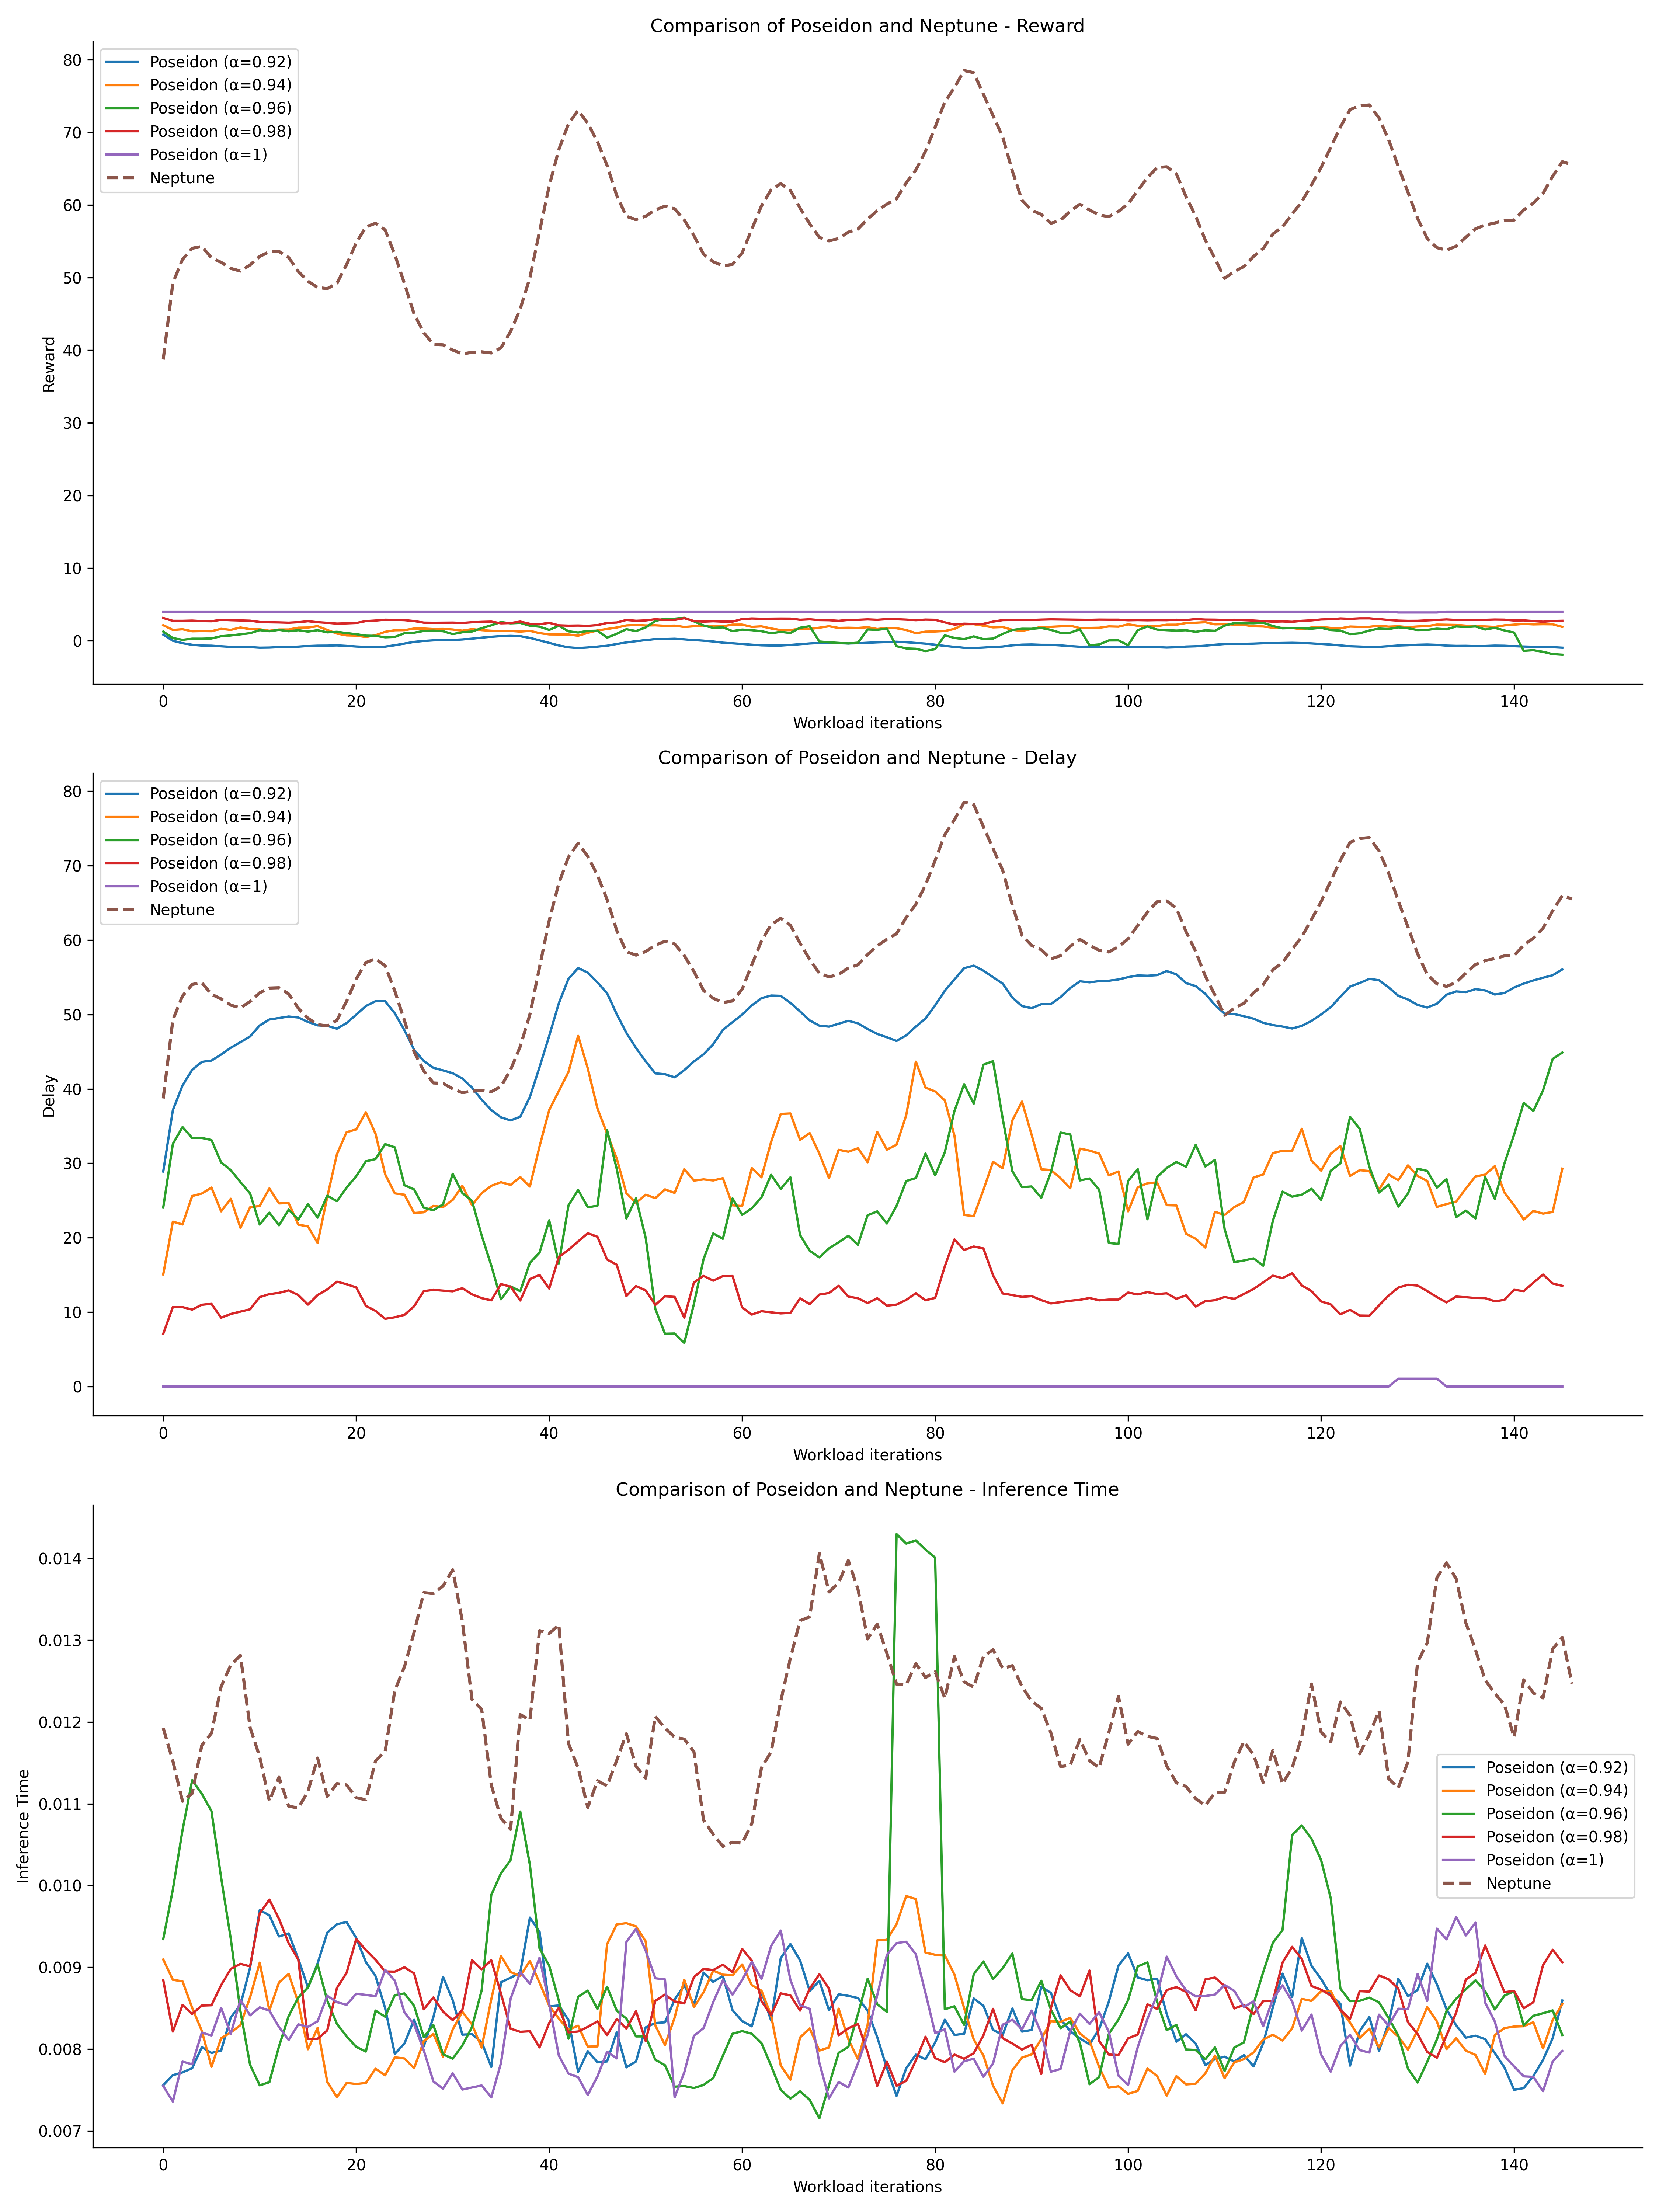 Comparison of Poseidon and Neptune - Reward
Poseidon (α=0.92)
Poseidon (α=0.94)
Poseidon (α=0.96)
Poseidon (α=0.98)
Poseidon (α=1)
Neptune
80
70
60
50
40
30
20
10
0
Reward
0 20 40 60 80 100 120 140
Workload iterations
Comparison of Poseidon and Neptune - Delay
Poseidon (α=0.92)
Poseidon (α=0.94)
Poseidon (α=0.96)
Poseidon (α=0.98)
Poseidon (α=1)
Neptune
80
70
60
50
40
30
20
10
0
Delay
0 20 40 60 80 100 120 140
Workload iterations
Comparison of Poseidon and Neptune - Inference Time
0.014
0.013
0.012
0.011
0.010
0.009
0.008
0.007
Inference Time
Poseidon (α=0.92)
Poseidon (α=0.94)
Poseidon (α=0.96)
Poseidon (α=0.98)
Poseidon (α=1)
Neptune
0 20 40 60 80 100 120 140
Workload iterations